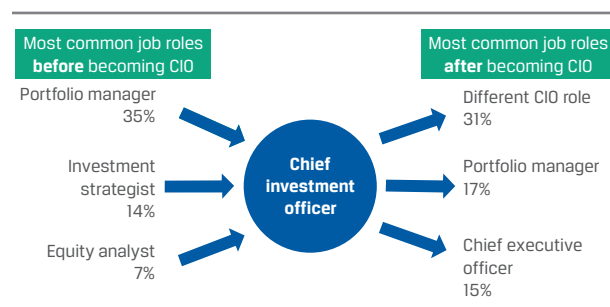 Most common job roles
before becoming CIO
Portfolio manager
35%
Investment
strategist
14%
Equity analyst
7%
Chief
investment
officer
Most common job roles
after becoming CIO
Different CIO role
31%
Portfolio manager
17%
Chief executive
officer
15%